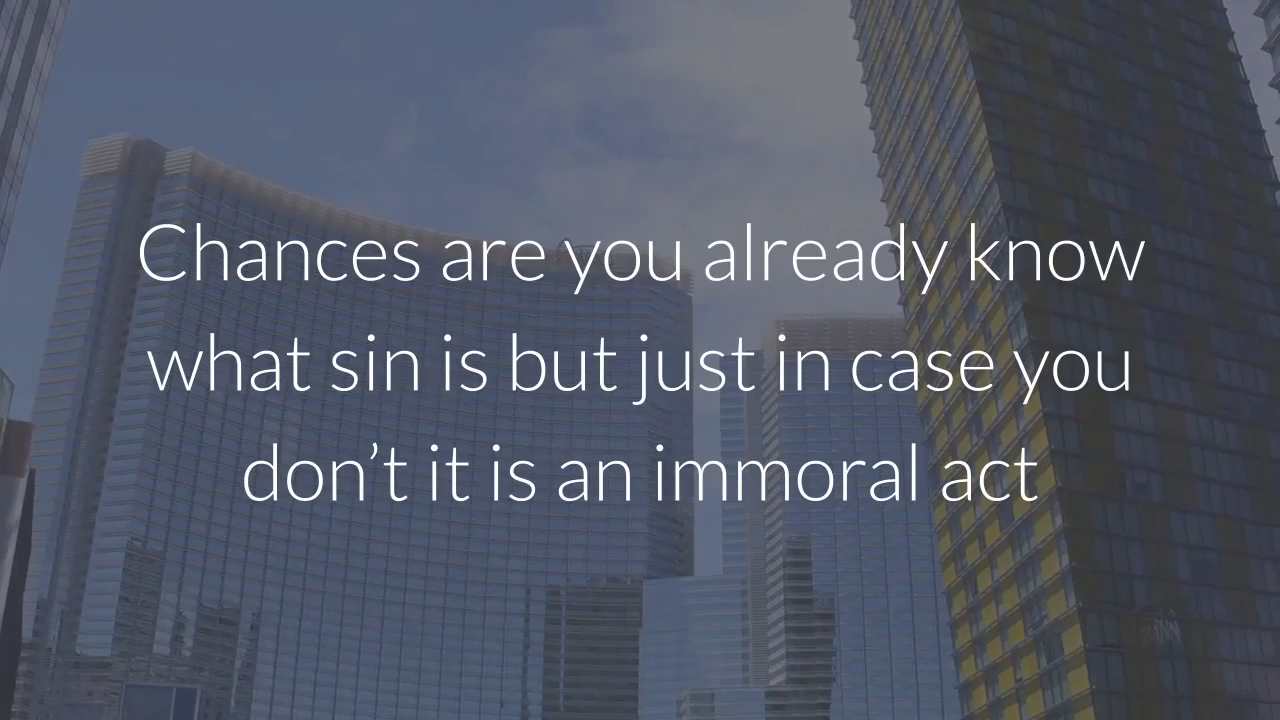 Chances are you already know
what sin is but just in case you
don’t it is an immoral act